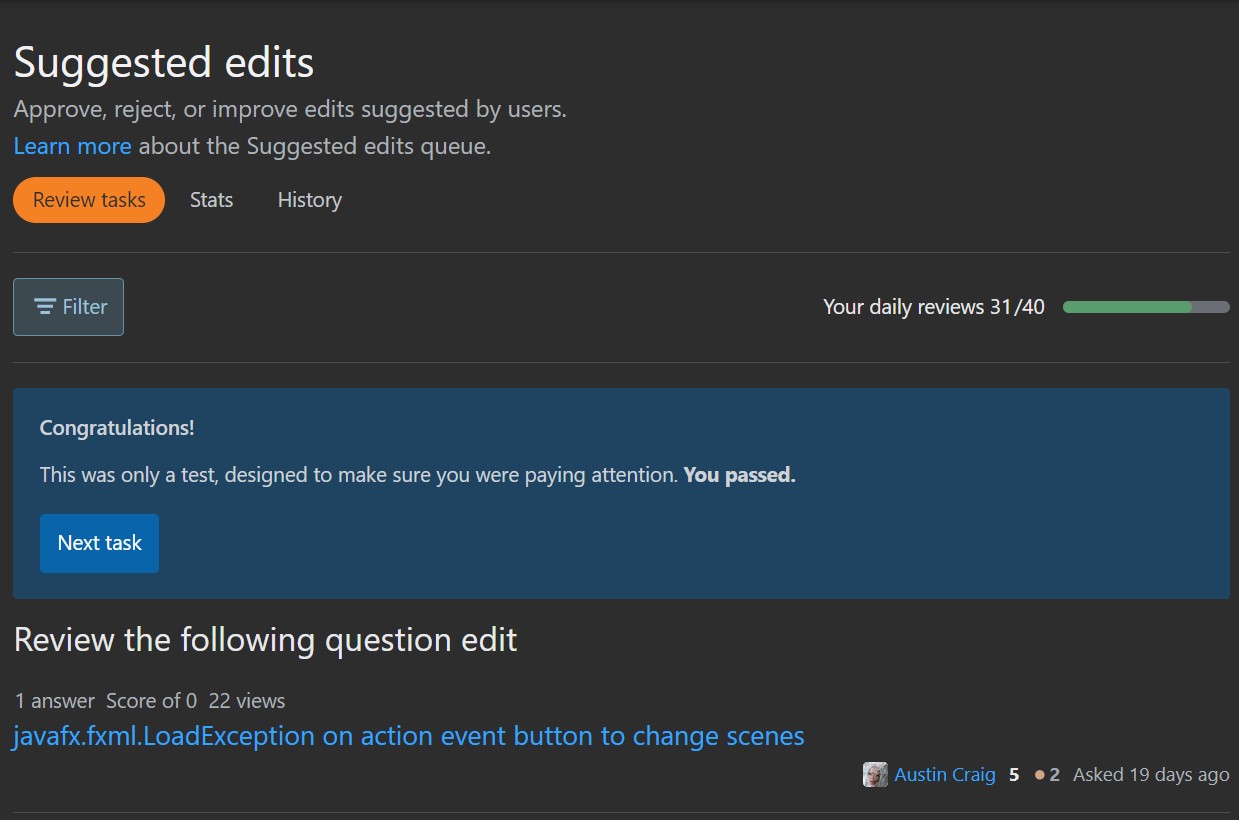 Suggested edits
Approve, reject, or improve edits suggested by users.
Learn more about the Suggested edits queue.
Review tasks Stats History
Filter Your daily reviews 31/40
Congratulations!
This was only a test, designed to make sure you were paying attention. You passed.
Next task
Review the following question edit
1 answer Score of 0 22 views
javafx.fxml.LoadException on action event button to change scenes
Austin Craig 5 2 Asked 19 days ago